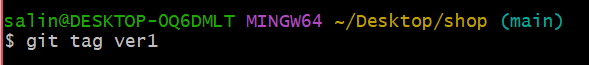 salin@DESKTOP-0Q6DMLT MINGW64 ~/Desktop/shop (main)
$ git tag ver1